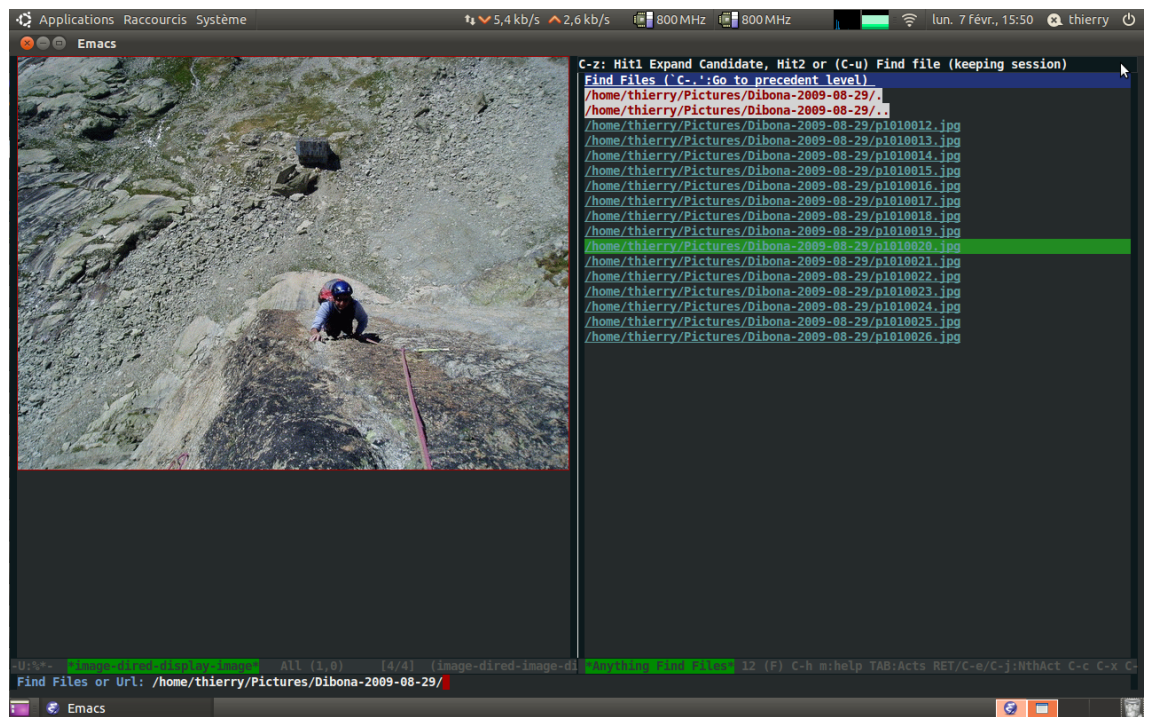 Applications Raccourcis Système 5,4 kb/s 2,6 kb/s 800 MHz 800 MHz lun. 7 févr., 15:50 thierry
Emacs
C-z: Hit1 Expand Candidate, Hit2 or (C-u) Find file (keeping session)
Find Files (`C-.':Go to precedent level)
/home/thierry/Pictures/Dibona-2009-08-29/.
/home/thierry/Pictures/Dibona-2009-08-29/..
/home/thierry/Pictures/Dibona-2009-08-29/p1010012.jpg
/home/thierry/Pictures/Dibona-2009-08-29/p1010013.jpg
/home/thierry/Pictures/Dibona-2009-08-29/p1010014.jpg
/home/thierry/Pictures/Dibona-2009-08-29/p1010015.jpg
/home/thierry/Pictures/Dibona-2009-08-29/p1010016.jpg
/home/thierry/Pictures/Dibona-2009-08-29/p1010017.jpg
/home/thierry/Pictures/Dibona-2009-08-29/p1010018.jpg
/home/thierry/Pictures/Dibona-2009-08-29/p1010019.jpg
/home/thierry/Pictures/Dibona-2009-08-29/p1010020.jpg
/home/thierry/Pictures/Dibona-2009-08-29/p1010021.jpg
/home/thierry/Pictures/Dibona-2009-08-29/p1010022.jpg
/home/thierry/Pictures/Dibona-2009-08-29/p1010023.jpg
/home/thierry/Pictures/Dibona-2009-08-29/p1010024.jpg
/home/thierry/Pictures/Dibona-2009-08-29/p1010025.jpg
/home/thierry/Pictures/Dibona-2009-08-29/p1010026.jpg
-U:%*- *image-dired-display-image* All (1,0) [4/4] (image-dired-image-di *Anything Find Files* 12 (F) C-h m:help TAB:Acts RET/C-e/C-j:NthAct C-c C-x C-
Find Files or Url: /home/thierry/Pictures/Dibona-2009-08-29/
Emacs